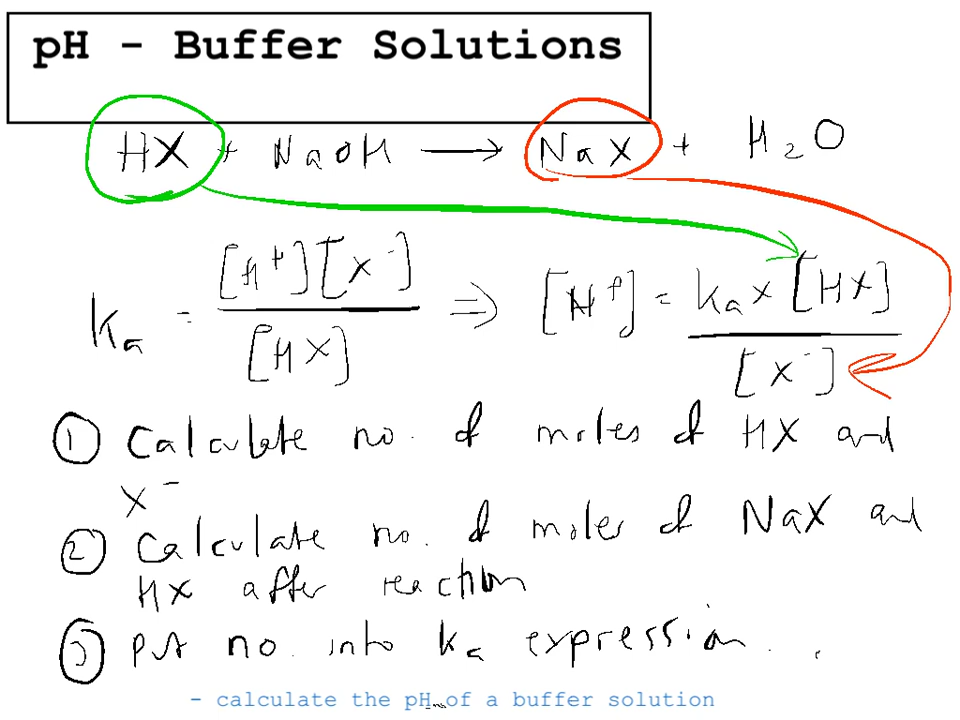 pH - Buffer Solutions
HX + NaOH → NaX + H₂O
Ka = [H⁺][X⁻] / [HX] ⇒ [H⁺] = Ka × [HX] / [X⁻]
① Calculate no. of moles of HX and
X⁻
② Calculate no. of moles of NaX and
HX after reaction
③ Put no. into Ka expression.
- calculate the pH of a buffer solution